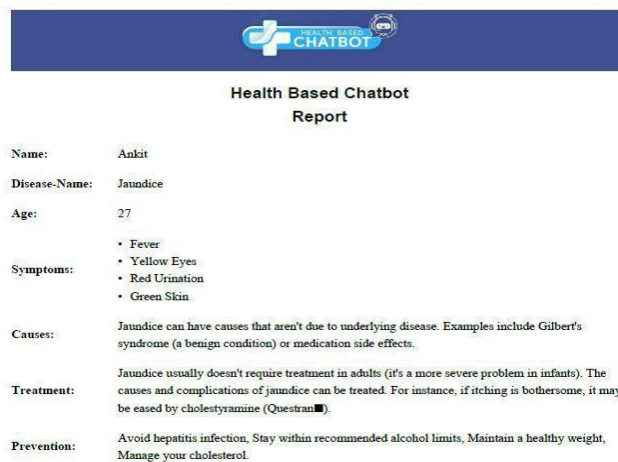 HEALTH BASED
CHATBOT
Health Based Chatbot
Report
Name: Ankit
Disease-Name: Jaundice
Age: 27
Symptoms:
• Fever
• Yellow Eyes
• Red Urination
• Green Skin
Causes:
Jaundice can have causes that aren't due to underlying disease. Examples include Gilbert's
syndrome (a benign condition) or medication side effects.
Treatment:
Jaundice usually doesn't require treatment in adults (it's a more severe problem in infants). The
causes and complications of jaundice can be treated. For instance, if itching is bothersome, it may
be eased by cholestyramine (Questran■).
Prevention:
Avoid hepatitis infection, Stay within recommended alcohol limits, Maintain a healthy weight,
Manage your cholesterol.